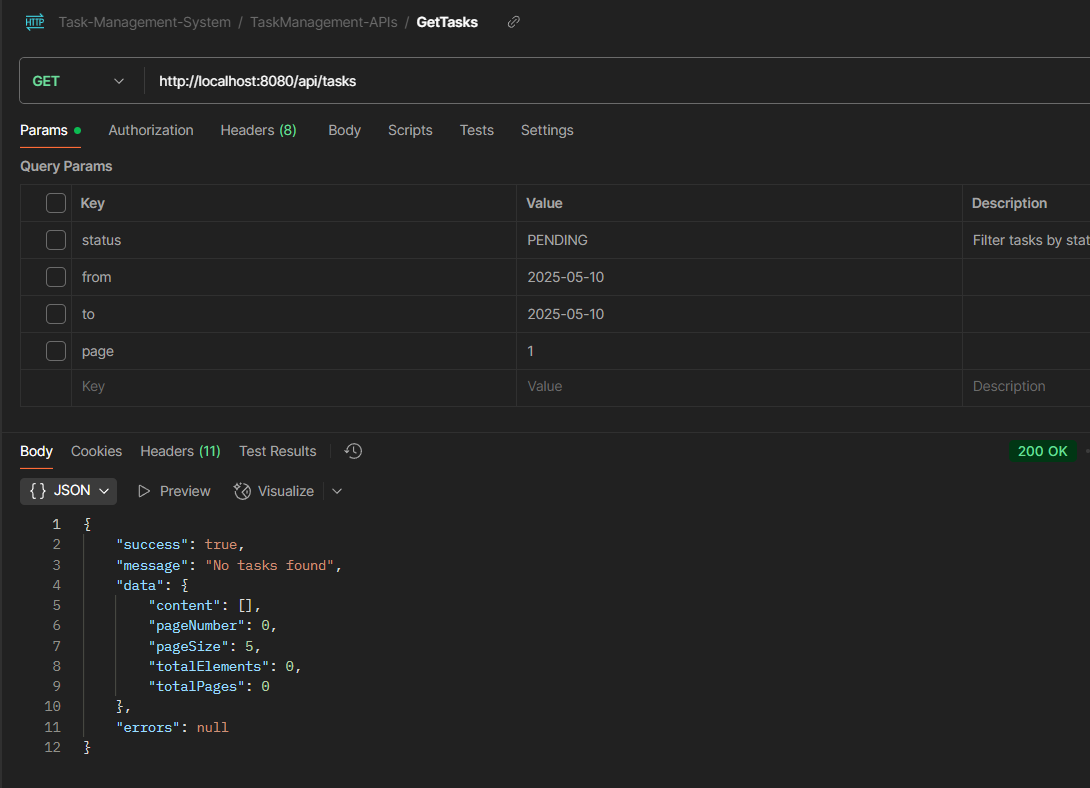 HTTP Task-Management-System / TaskManagement-APIs / GetTasks
GET http://localhost:8080/api/tasks
Params Authorization Headers (8) Body Scripts Tests Settings
Query Params
Key Value Description
status PENDING Filter tasks by stat
from 2025-05-10
to 2025-05-10
page 1
Key Value Description
Body Cookies Headers (11) Test Results 200 OK
{} JSON Preview Visualize
1 {
2 "success": true,
3 "message": "No tasks found",
4 "data": {
5 "content": [],
6 "pageNumber": 0,
7 "pageSize": 5,
8 "totalElements": 0,
9 "totalPages": 0
10 },
11 "errors": null
12 }